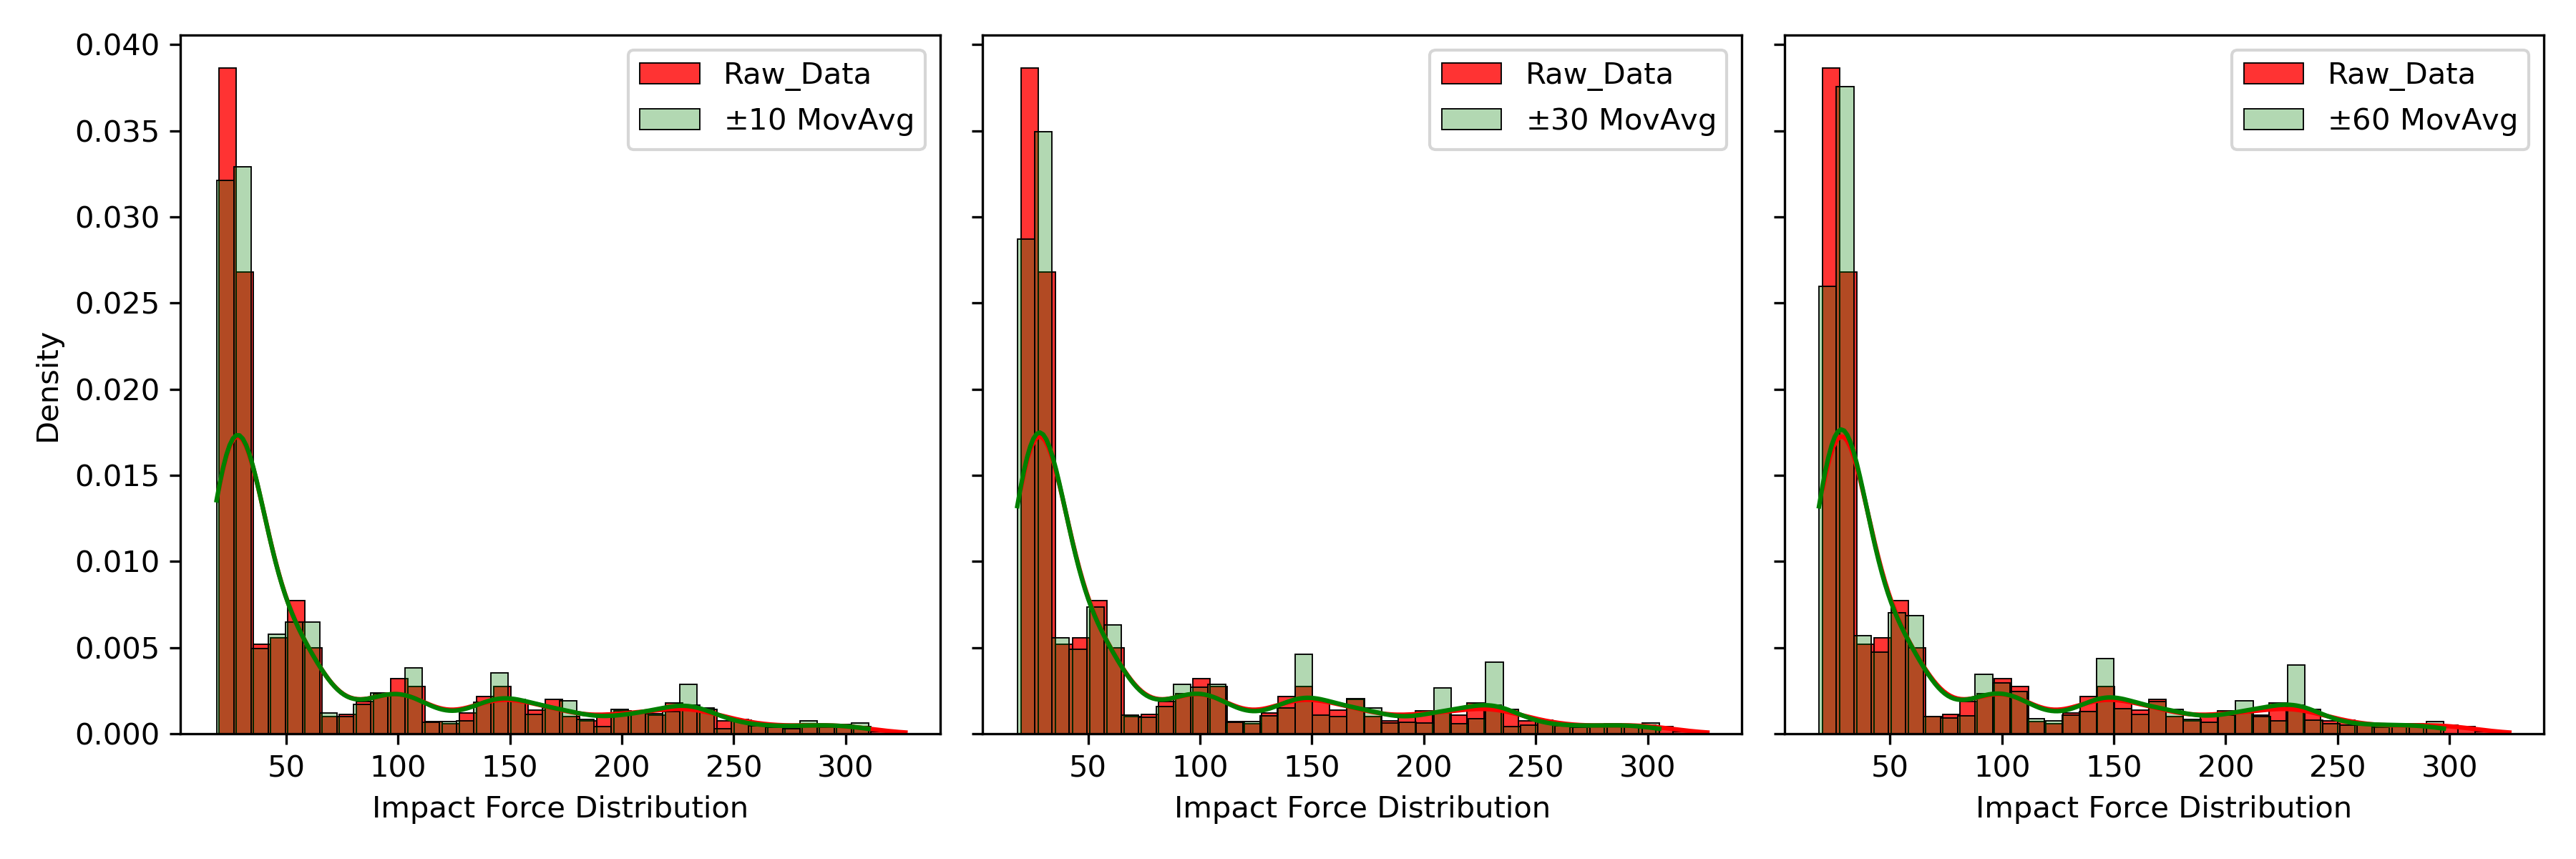 0.040
0.035
0.030
0.025
0.020
0.015
0.010
0.005
0.000
Density
Raw_Data
±10 MovAvg
50 100 150 200 250 300
Impact Force Distribution
Raw_Data
±30 MovAvg
50 100 150 200 250 300
Impact Force Distribution
Raw_Data
±60 MovAvg
50 100 150 200 250 300
Impact Force Distribution